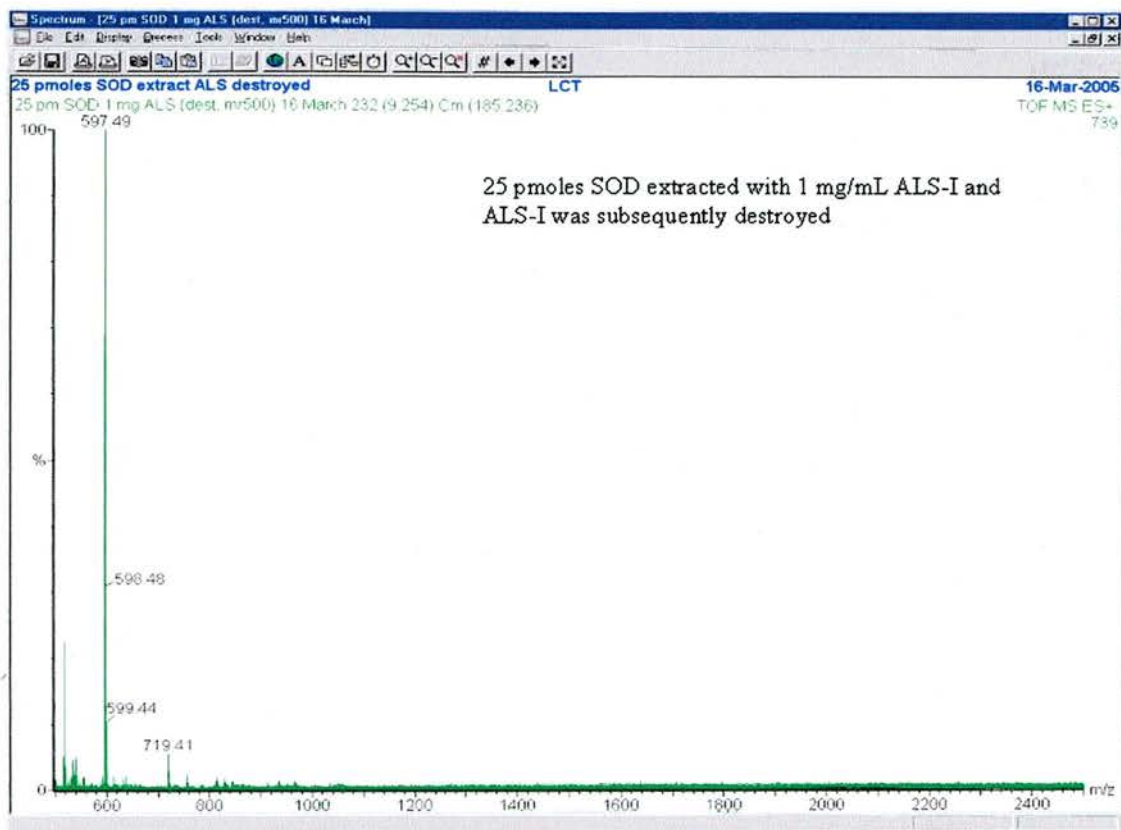 Spectrum - [25 pm SOD 1 mg ALS (dest, mr500) 16 March]
File Edit Display Process Tools Window Help
25 pmoles SOD extract ALS destroyed LCT 16-Mar-2005
25 pm SOD 1 mg ALS (dest, mr500) 16 March 232 (9.254) Cm (185:236) TOF MS ES+
739
597.49
100
25 pmoles SOD extracted with 1 mg/mL ALS-I and
ALS-I was subsequently destroyed
%
598.48
599.44
719.41
0
600 800 1000 1200 1400 1600 1800 2000 2200 2400 m/z